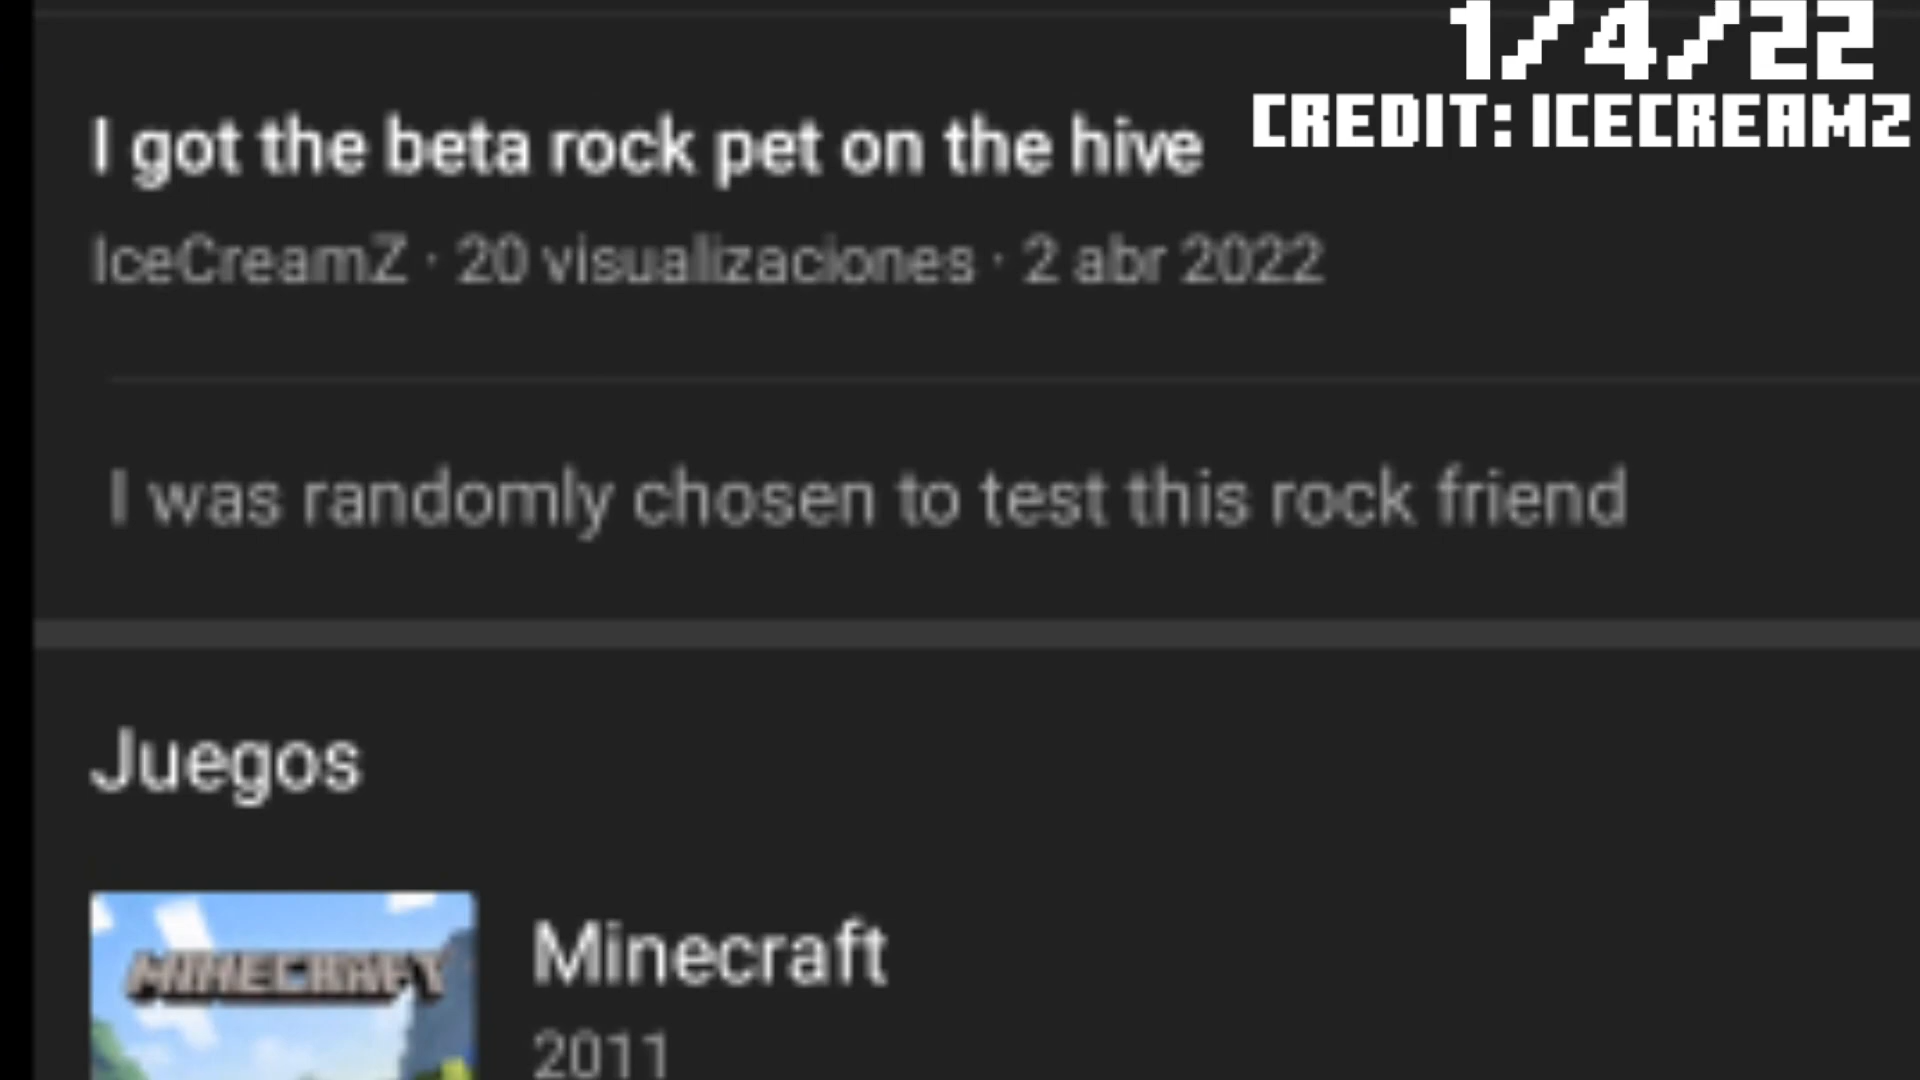 1/4/22
CREDIT: ICECREAMZ
I got the beta rock pet on the hive
IceCreamZ · 20 visualizaciones · 2 abr 2022
I was randomly chosen to test this rock friend
Juegos
MINECRAFT
Minecraft
2011